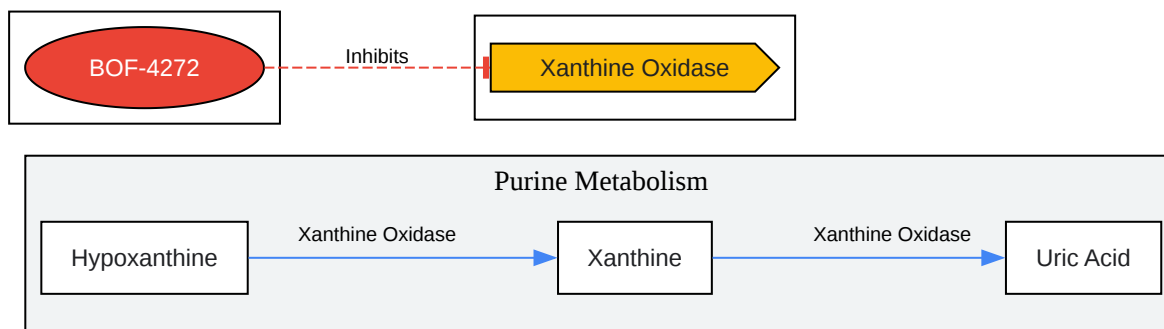 BOF-4272
Inhibits
Xanthine Oxidase
Purine Metabolism
Hypoxanthine
Xanthine Oxidase
Xanthine
Xanthine Oxidase
Uric Acid